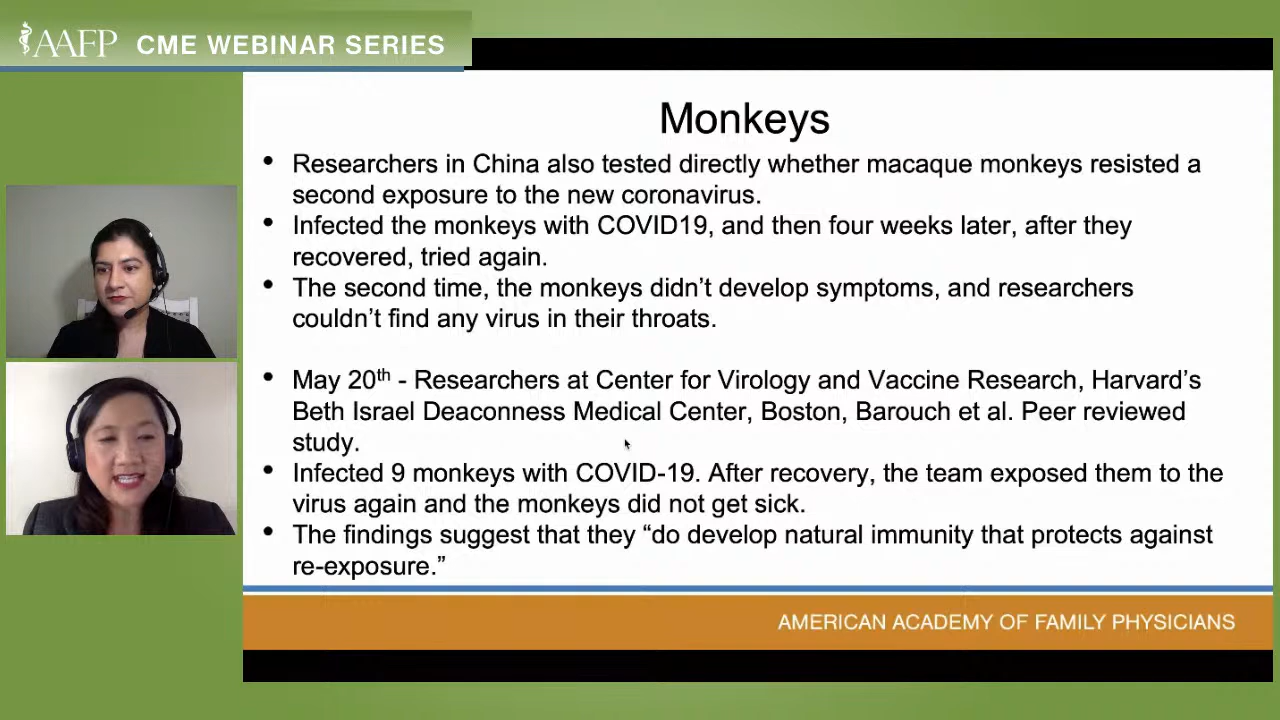 AAFP CME WEBINAR SERIES
Monkeys
• Researchers in China also tested directly whether macaque monkeys resisted a
second exposure to the new coronavirus.
• Infected the monkeys with COVID19, and then four weeks later, after they
recovered, tried again.
• The second time, the monkeys didn't develop symptoms, and researchers
couldn't find any virus in their throats.
• May 20th - Researchers at Center for Virology and Vaccine Research, Harvard's
Beth Israel Deaconness Medical Center, Boston, Barouch et al. Peer reviewed
study.
• Infected 9 monkeys with COVID-19. After recovery, the team exposed them to the
virus again and the monkeys did not get sick.
• The findings suggest that they “do develop natural immunity that protects against
re-exposure.”
AMERICAN ACADEMY OF FAMILY PHYSICIANS